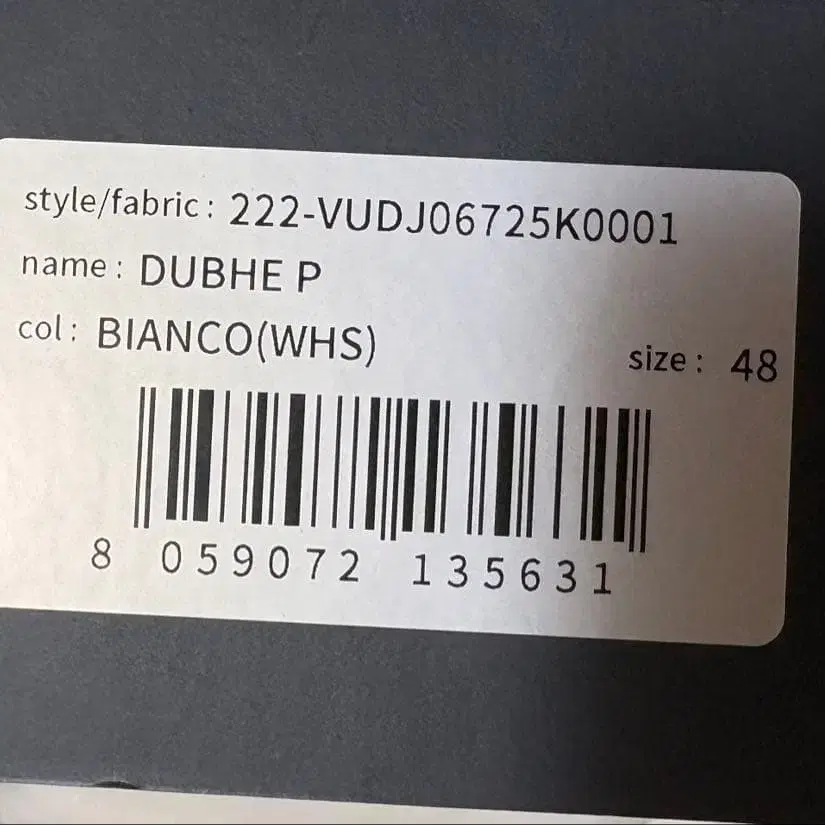 style/fabric: 222-VUDJ06725K0001
name: DUBHE P
col: BIANCO(WHS)
size: 48
8 059072 135631